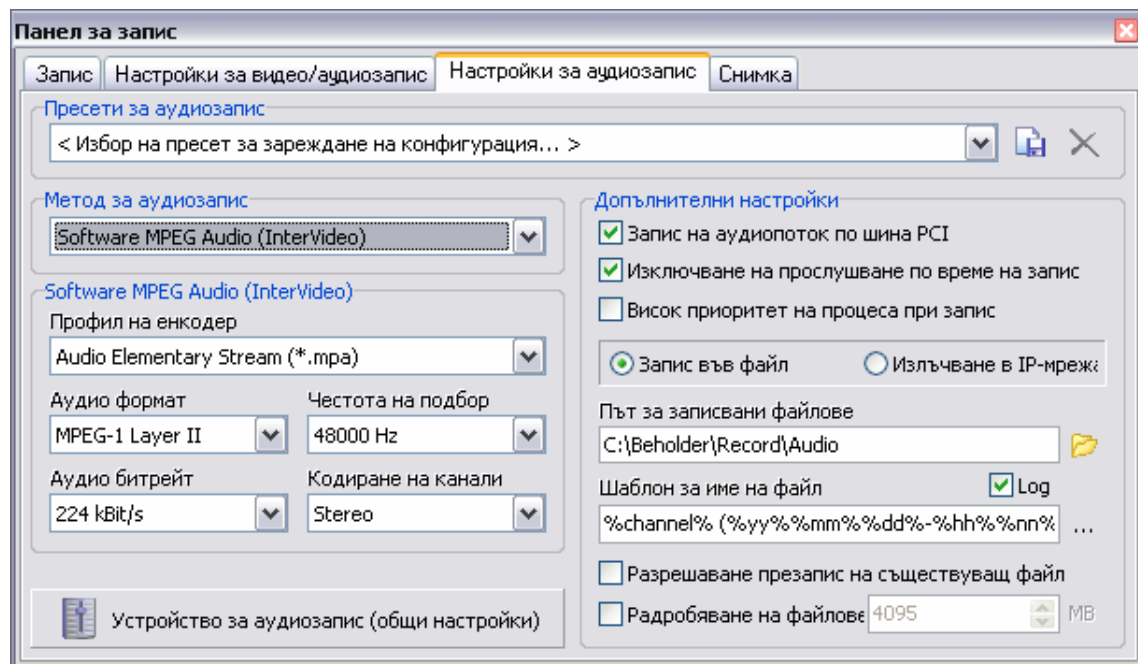 Панел за запис
Запис Настройки за видео/аудиозапис Настройки за аудиозапис Снимка
Пресети за аудиозапис
< Избор на пресет за зареждане на конфигурация... >
Метод за аудиозапис
Software MPEG Audio (InterVideo)
Software MPEG Audio (InterVideo)
Профил на енкодер
Audio Elementary Stream (*.mpa)
Аудио формат Честота на подбор
MPEG-1 Layer II 48000 Hz
Аудио битрейт Кодиране на канали
224 kBit/s Stereo
Устройство за аудиозапис (общи настройки)
Допълнителни настройки
Запис на аудиопоток по шина PCI
Изключване на прослушване по време на запис
Висок приоритет на процеса при запис
Запис във файл Излъчване в IP-мрежа
Път за записвани файлове
C:\Beholder\Record\Audio
Шаблон за име на файл Log
%channel% (%yy%%mm%%dd%-%hh%%nn% ...
Разрешаване презапис на съществуващ файл
Радробяване на файлове 4095 MB